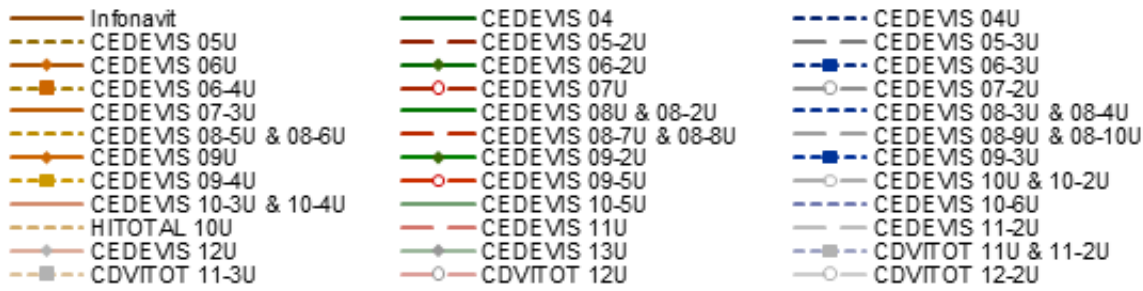 Infonavit CEDEVIS 04 CEDEVIS 04U
CEDEVIS 05U CEDEVIS 05-2U CEDEVIS 05-3U
CEDEVIS 06U CEDEVIS 06-2U CEDEVIS 06-3U
CEDEVIS 06-4U CEDEVIS 07U CEDEVIS 07-2U
CEDEVIS 07-3U CEDEVIS 08U & 08-2U CEDEVIS 08-3U & 08-4U
CEDEVIS 08-5U & 08-6U CEDEVIS 08-7U & 08-8U CEDEVIS 08-9U & 08-10U
CEDEVIS 09U CEDEVIS 09-2U CEDEVIS 09-3U
CEDEVIS 09-4U CEDEVIS 09-5U CEDEVIS 10U & 10-2U
CEDEVIS 10-3U & 10-4U CEDEVIS 10-5U CEDEVIS 10-6U
HITOTAL 10U CEDEVIS 11U CEDEVIS 11-2U
CEDEVIS 12U CEDEVIS 13U CDVITOT 11U & 11-2U
CDVITOT 11-3U CDVITOT 12U CDVITOT 12-2U